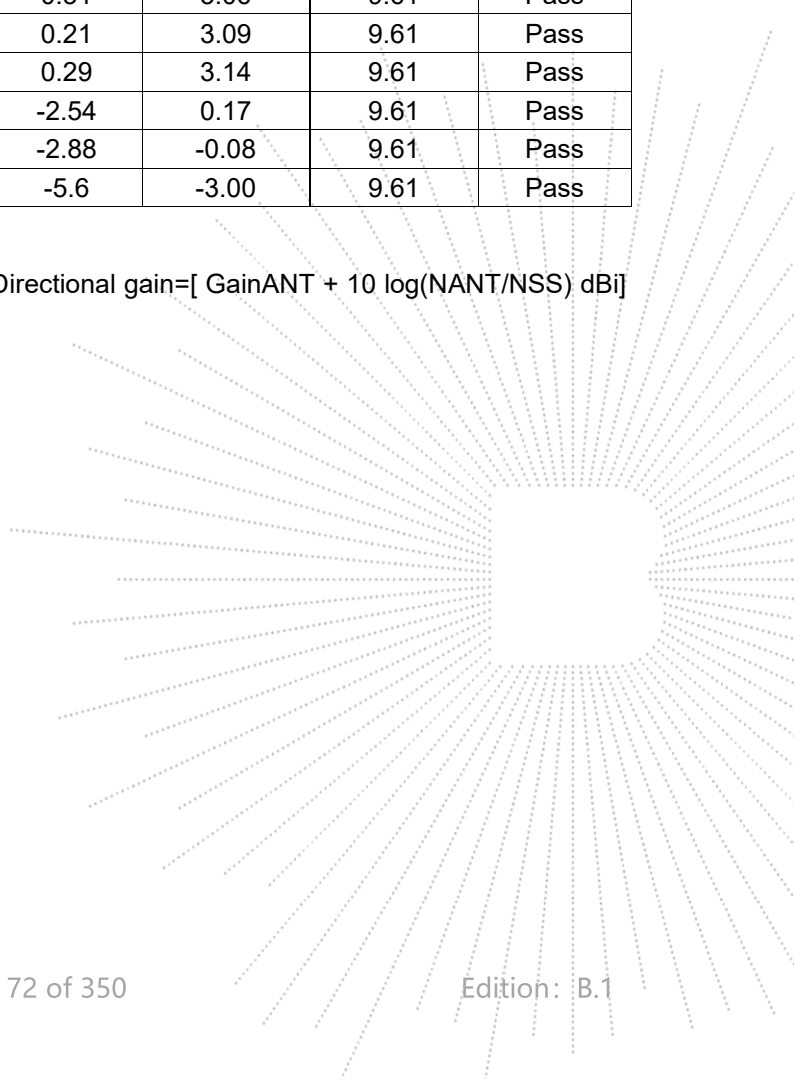 Pass
0.21 3.09 9.61 Pass
0.29 3.14 9.61 Pass
-2.54 0.17 9.61 Pass
-2.88 -0.08 9.61 Pass
-5.6 -3.00 9.61 Pass
Directional gain=[ GainANT + 10 log(NANT/NSS) dBi]
72 of 350 Edition: B.1